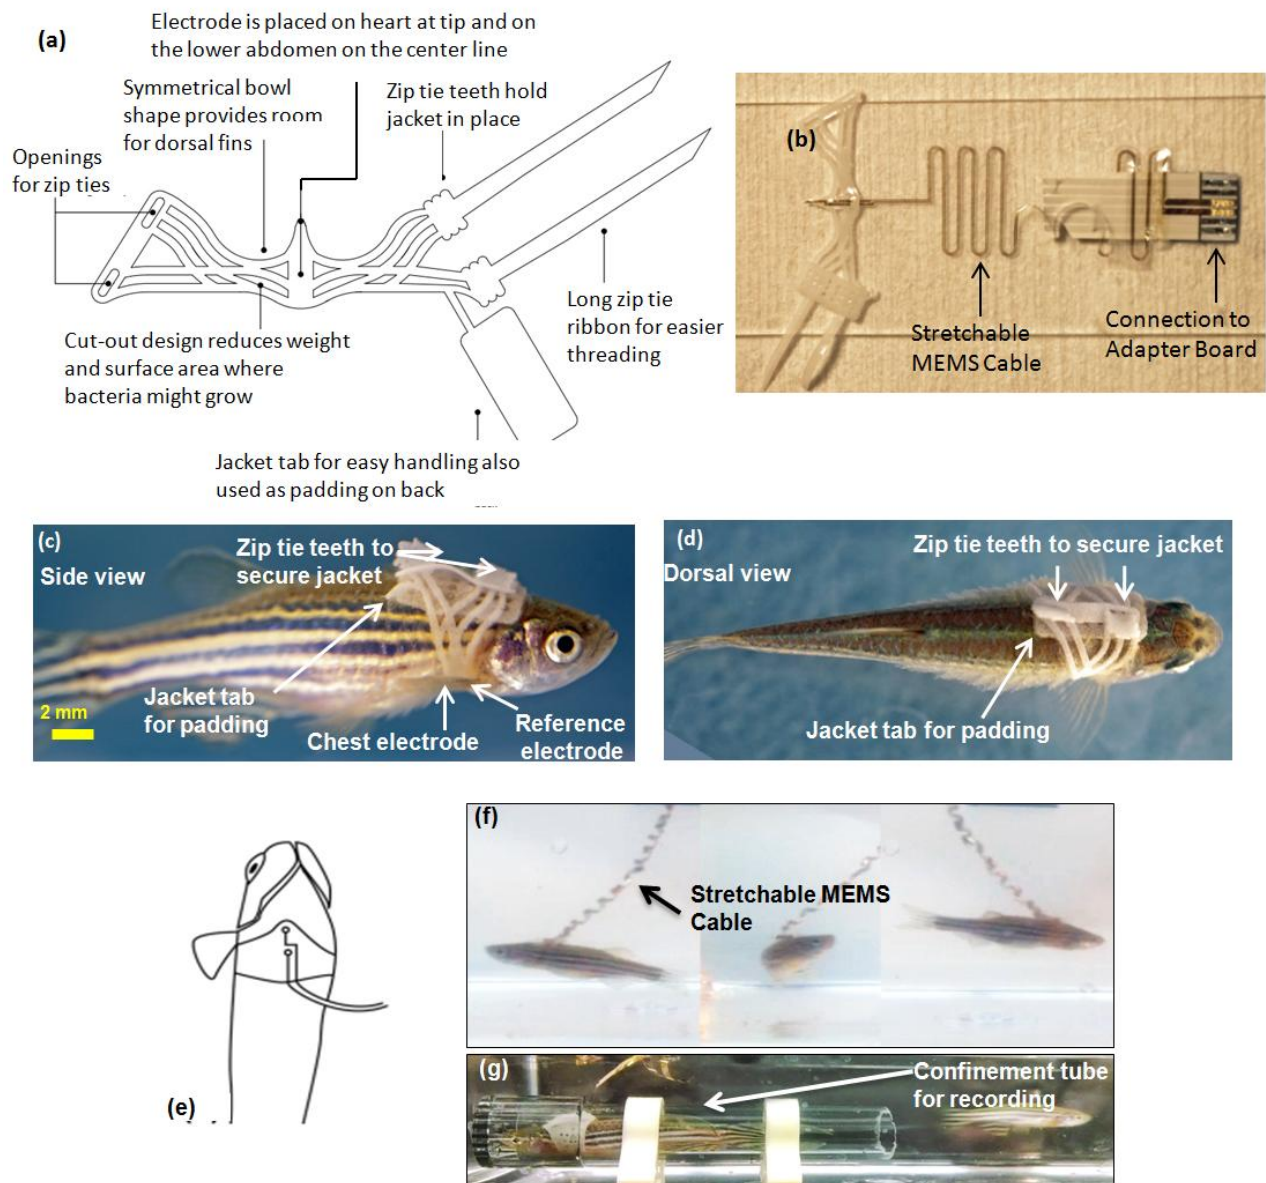 (a)
Electrode is placed on heart at tip and on
the lower abdomen on the center line
Symmetrical bowl
shape provides room
for dorsal fins
Zip tie teeth hold
jacket in place
Openings
for zip ties
Cut-out design reduces weight
and surface area where
bacteria might grow
Long zip tie
ribbon for easier
threading
Jacket tab for easy handling also
used as padding on back
(b)
Stretchable
MEMS Cable
Connection to
Adapter Board
(c)
Side view
Zip tie teeth to
secure jacket
Jacket tab
for padding
2 mm
Chest electrode
Reference
electrode
(d)
Dorsal view
Zip tie teeth to secure jacket
Jacket tab for padding
(e)
(f)
Stretchable MEMS
Cable
(g)
Confinement tube
for recording